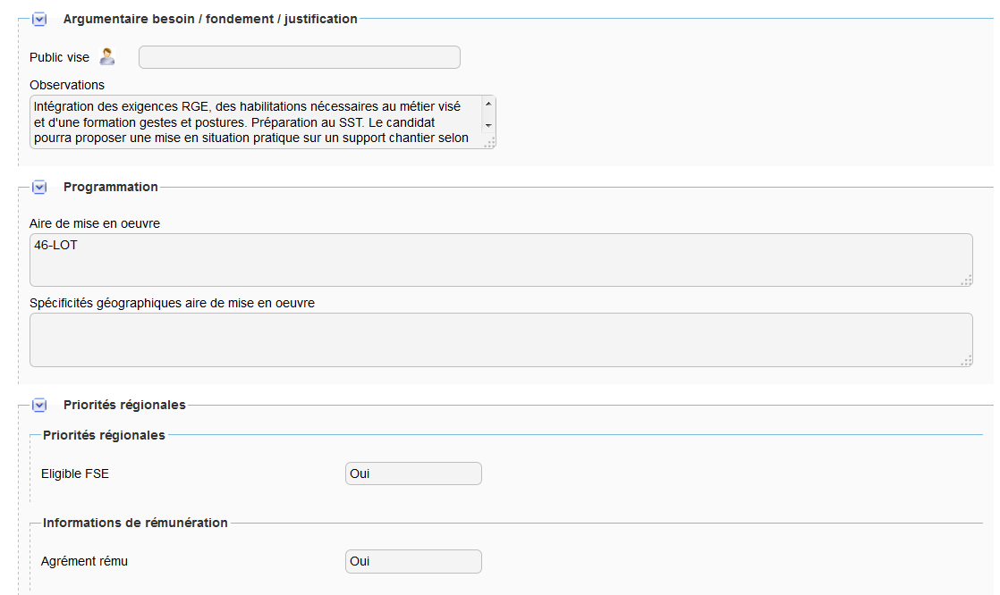 Argumentaire besoin / fondement / justification
Public vise
Observations
Intégration des exigences RGE, des habilitations nécessaires au métier visé
et d'une formation gestes et postures. Préparation au SST. Le candidat
pourra proposer une mise en situation pratique sur un support chantier selon
Programmation
Aire de mise en oeuvre
46-LOT
Spécificités géographiques aire de mise en oeuvre
Priorités régionales
Priorités régionales
Eligible FSE Oui
Informations de rémunération
Agrément rému Oui